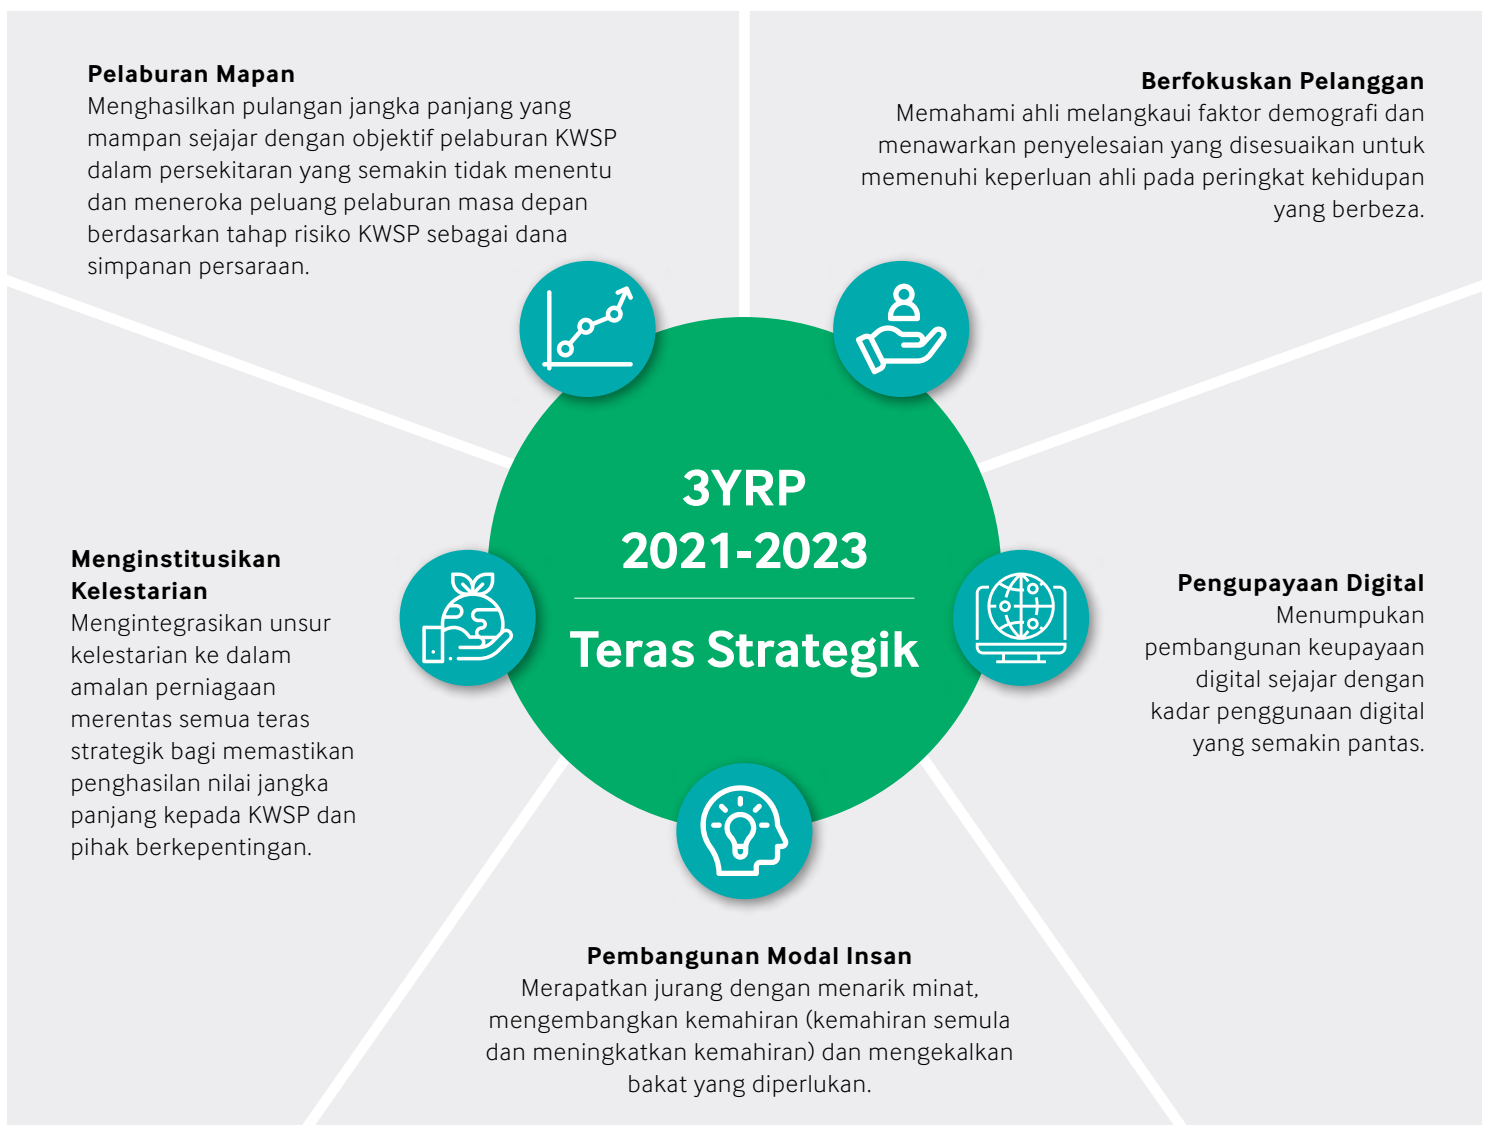 Pelaburan Mapan
Menghasilkan pulangan jangka panjang yang
mampan sejajar dengan objektif pelaburan KWSP
dalam persekitaran yang semakin tidak menentu
dan meneroka peluang pelaburan masa depan
berdasarkan tahap risiko KWSP sebagai dana
simpanan persaraan.
Berfokuskan Pelanggan
Memahami ahli melangkaui faktor demografi dan
menawarkan penyelesaian yang disesuaikan untuk
memenuhi keperluan ahli pada peringkat kehidupan
yang berbeza.
3YRP
2021-2023
Teras Strategik
Menginstitusikan
Kelestarian
Mengintegrasikan unsur
kelestarian ke dalam
amalan perniagaan
merentas semua teras
strategik bagi memastikan
penghasilan nilai jangka
panjang kepada KWSP dan
pihak berkepentingan.
Pengupayaan Digital
Menumpukan
pembangunan keupayaan
digital sejajar dengan
kadar penggunaan digital
yang semakin pantas.
Pembangunan Modal Insan
Merapatkan jurang dengan menarik minat,
mengembangkan kemahiran (kemahiran semula
dan meningkatkan kemahiran) dan mengekalkan
bakat yang diperlukan.